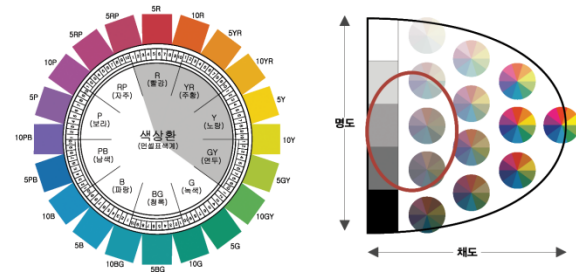 5R
10R
5YR
10YR
5Y
10Y
5GY
10GY
5G
10G
5BG
10BG
5B
10B
5PB
10PB
5P
10P
5RP
5RP
R
(빨강)
YR
(주황)
Y
(노랑)
GY
(연두)
G
(녹색)
BG
(청록)
B
(파랑)
PB
(남색)
P
(보라)
RP
(자주)
색상환
(먼셀표색계)
명도
채도